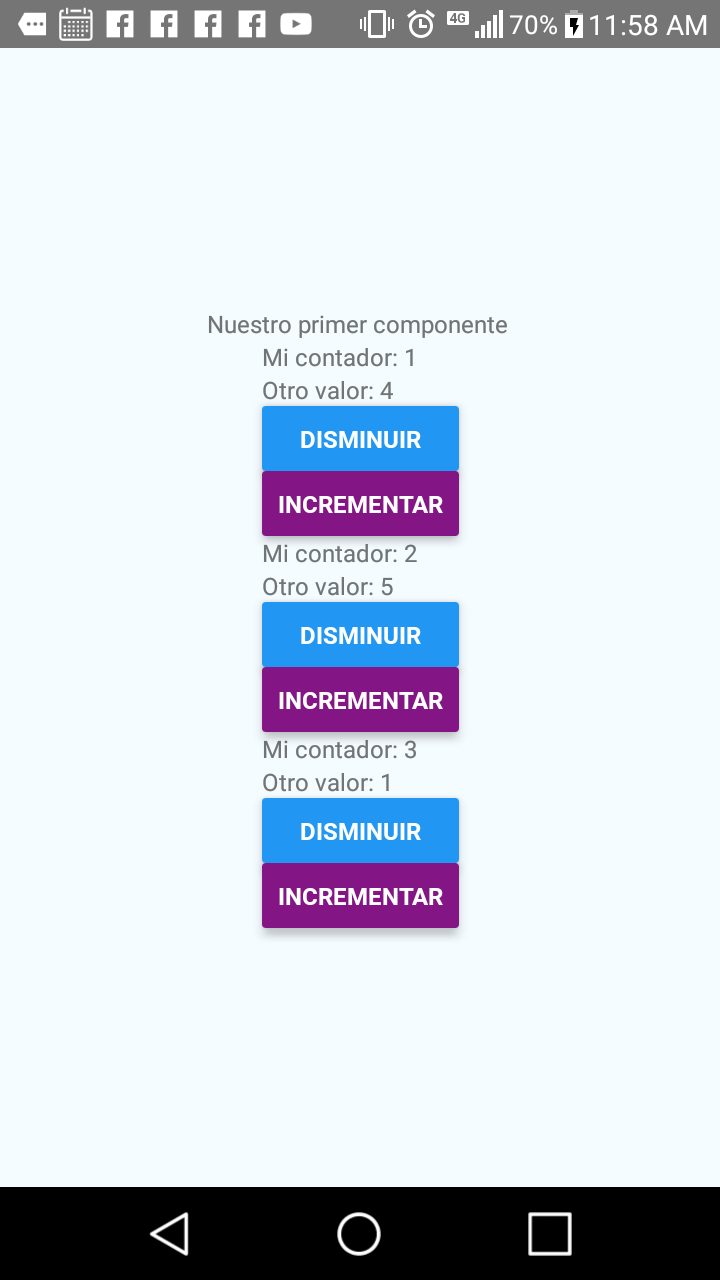 4G 70% 11:58 AM
Nuestro primer componente
Mi contador: 1
Otro valor: 4
DISMINUIR
INCREMENTAR
Mi contador: 2
Otro valor: 5
DISMINUIR
INCREMENTAR
Mi contador: 3
Otro valor: 1
DISMINUIR
INCREMENTAR